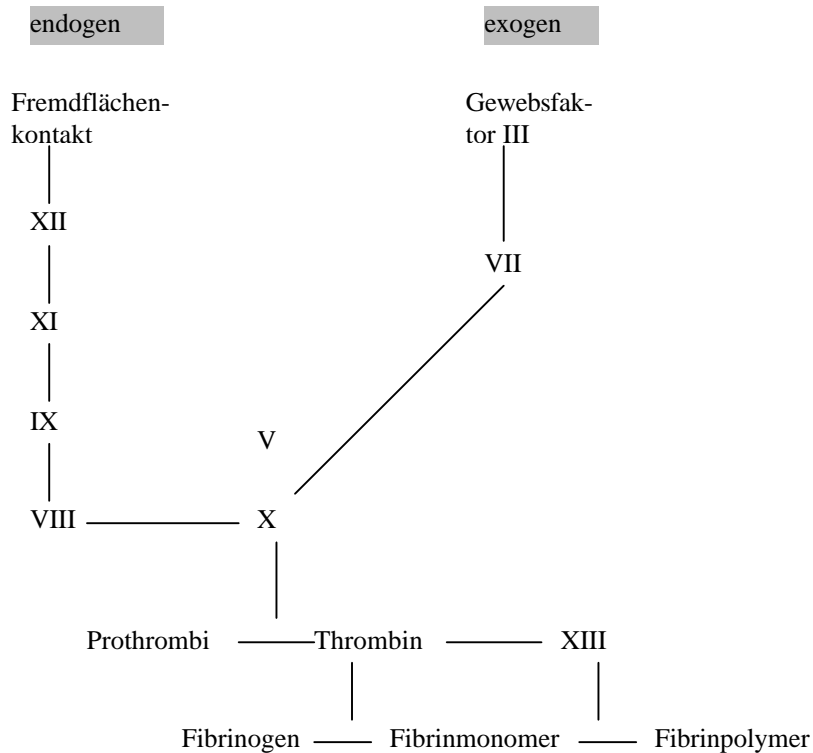 endogen exogen
Fremdflächen- Gewebsfak-
kontakt tor III
XII
VII
XI
IX
V
VIII X
Prothrombi Thrombin XIII
Fibrinogen Fibrinmonomer Fibrinpolymer